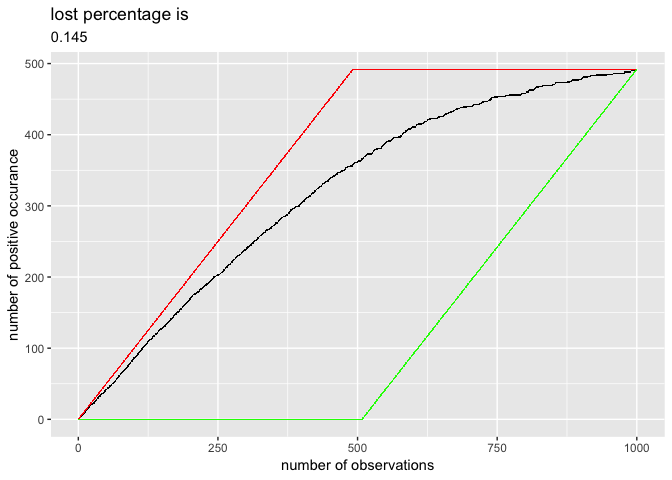 lost percentage is
0.145
number of positive occurance
500
400
300
200
100
0
0 250 500 750 1000
number of observations